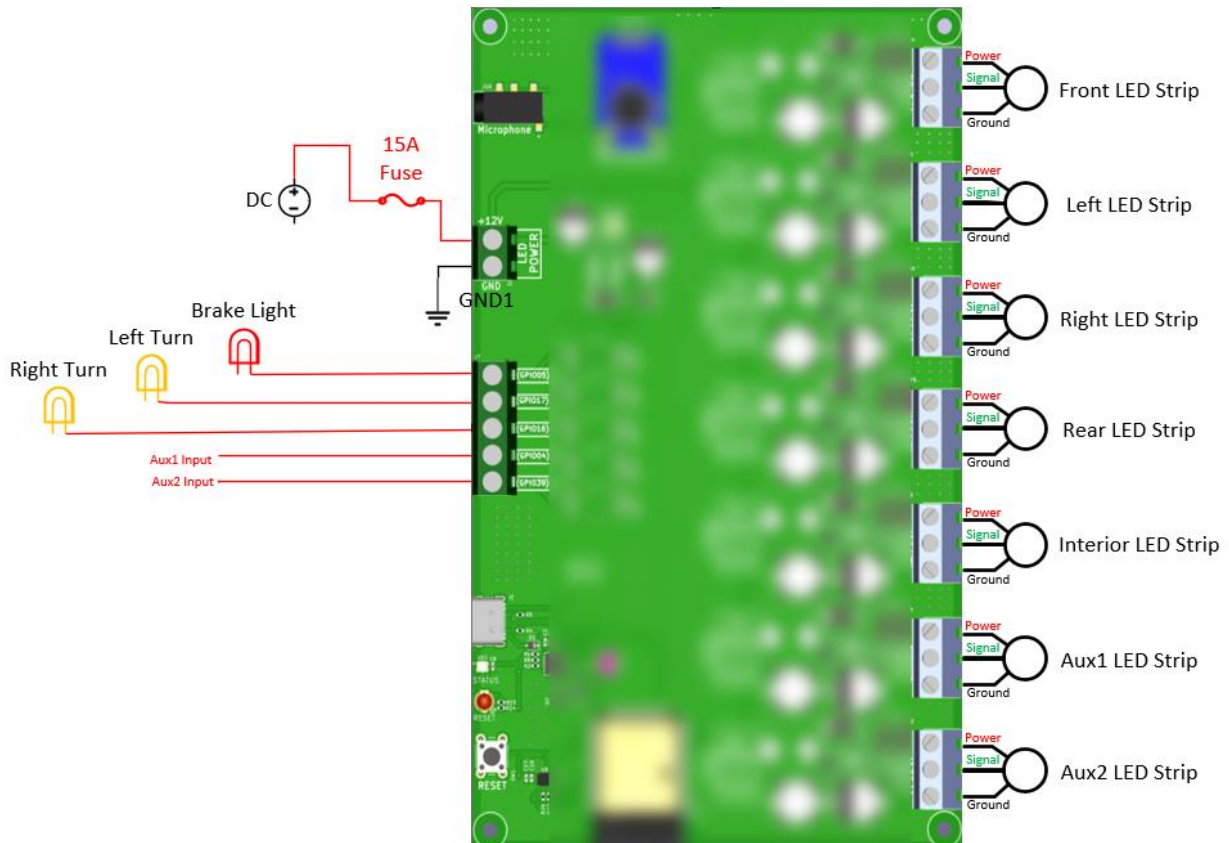 Microphone
15A
Fuse
DC
+12V
LED
POWER
GND
GND1
Brake Light
Left Turn
Right Turn
(GPIO05)
(GPIO17)
(GPIO16)
Aux1 Input
(GPIO04)
Aux2 Input
(GPIO39)
STATUS
RESET
RESET
Power
Signal
Ground
Front LED Strip
Power
Signal
Ground
Left LED Strip
Power
Signal
Ground
Right LED Strip
Power
Signal
Ground
Rear LED Strip
Power
Signal
Ground
Interior LED Strip
Power
Signal
Ground
Aux1 LED Strip
Power
Signal
Ground
Aux2 LED Strip